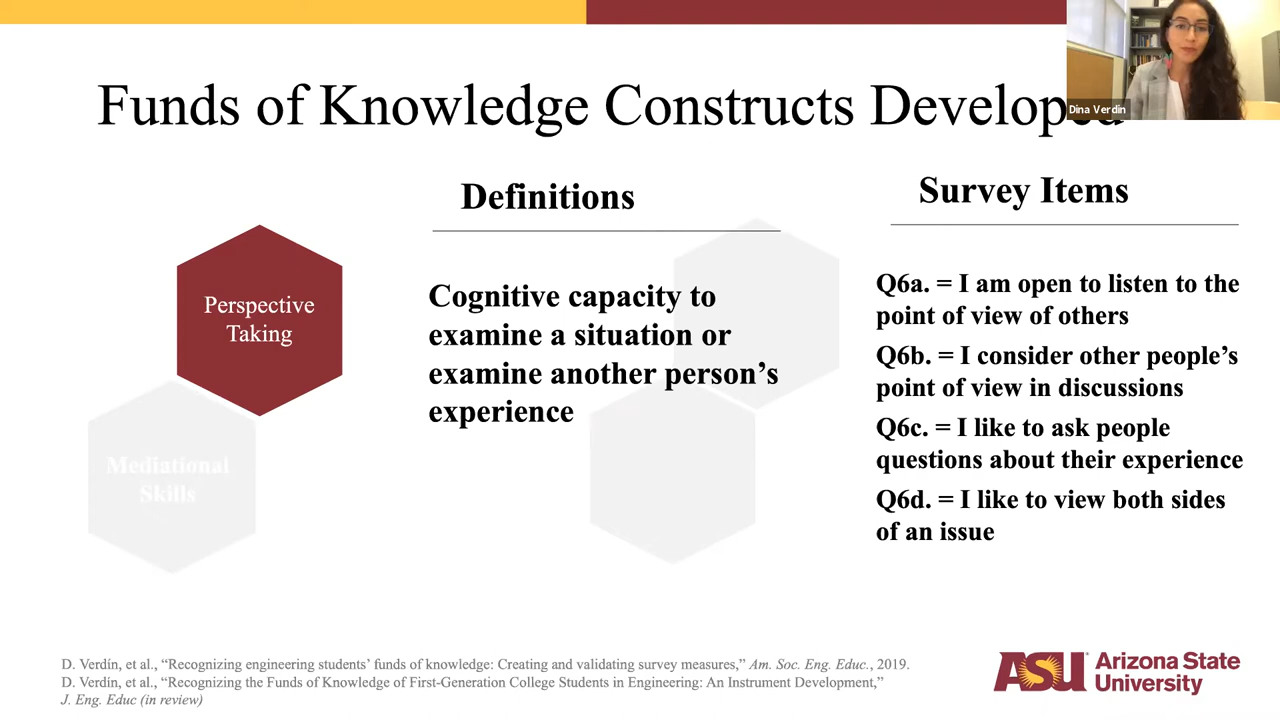 Funds of Knowledge Constructs Developed
Dina Verdin
Definitions
Survey Items
Perspective
Taking
Mediational
Skills
Cognitive capacity to
examine a situation or
examine another person’s
experience
Q6a. = I am open to listen to the
point of view of others
Q6b. = I consider other people’s
point of view in discussions
Q6c. = I like to ask people
questions about their experience
Q6d. = I like to view both sides
of an issue
D. Verdín, et al., “Recognizing engineering students’ funds of knowledge: Creating and validating survey measures,” Am. Soc. Eng. Educ., 2019.
D. Verdín, et al., “Recognizing the Funds of Knowledge of First-Generation College Students in Engineering: An Instrument Development,”
J. Eng. Educ (in review)
ASU Arizona State
University